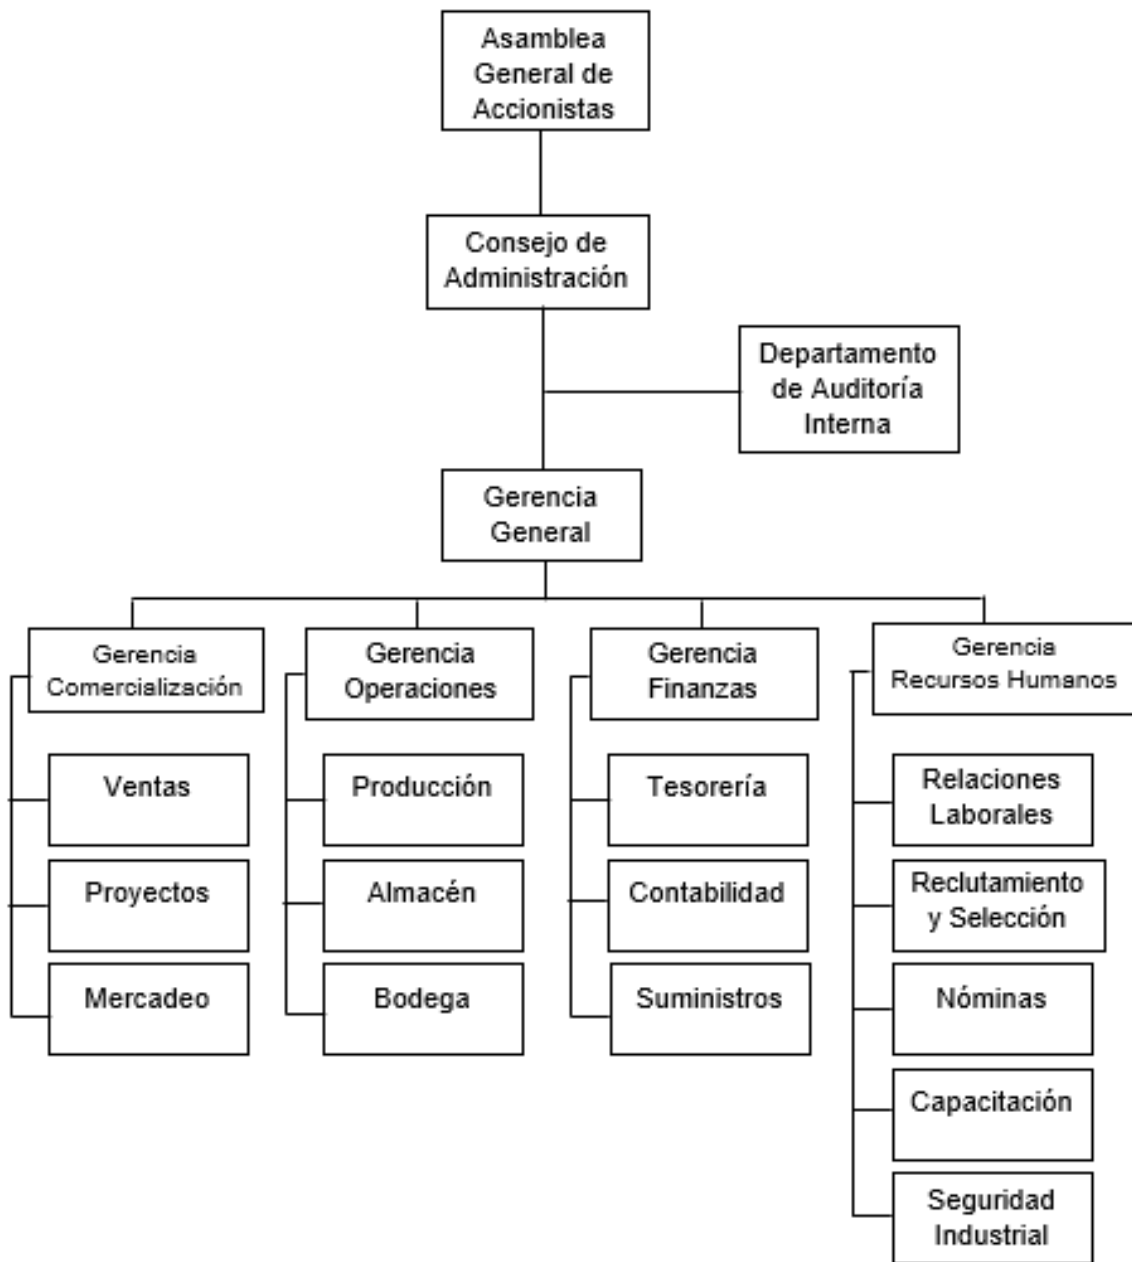 Asamblea
General de
Accionistas
Consejo de
Administración
Departamento
de Auditoría
Interna
Gerencia
General
Gerencia
Comercialización
Gerencia
Operaciones
Gerencia
Finanzas
Gerencia
Recursos Humanos
Ventas
Proyectos
Mercadeo
Producción
Almacén
Bodega
Tesorería
Contabilidad
Suministros
Relaciones
Laborales
Reclutamiento
y Selección
Nóminas
Capacitación
Seguridad
Industrial